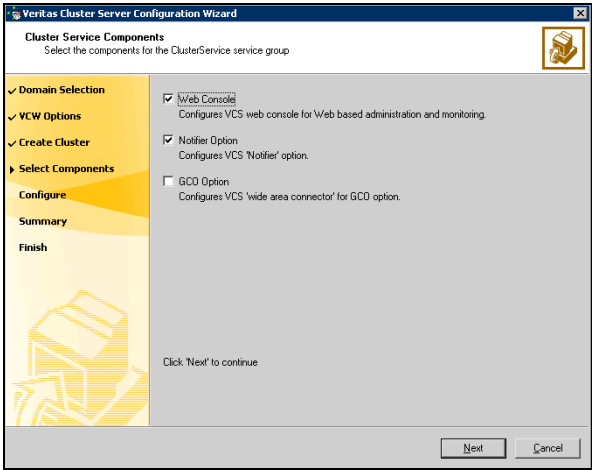 Veritas Cluster Server Configuration Wizard
Cluster Service Components
Select the components for the ClusterService service group
Domain Selection
VCW Options
Create Cluster
Select Components
Configure
Summary
Finish
Web Console
Configures VCS web console for Web based administration and monitoring.
Notifier Option
Configures VCS 'Notifier' option.
GCO Option
Configures VCS 'wide area connector' for GCO option.
Click 'Next' to continue
Next
Cancel